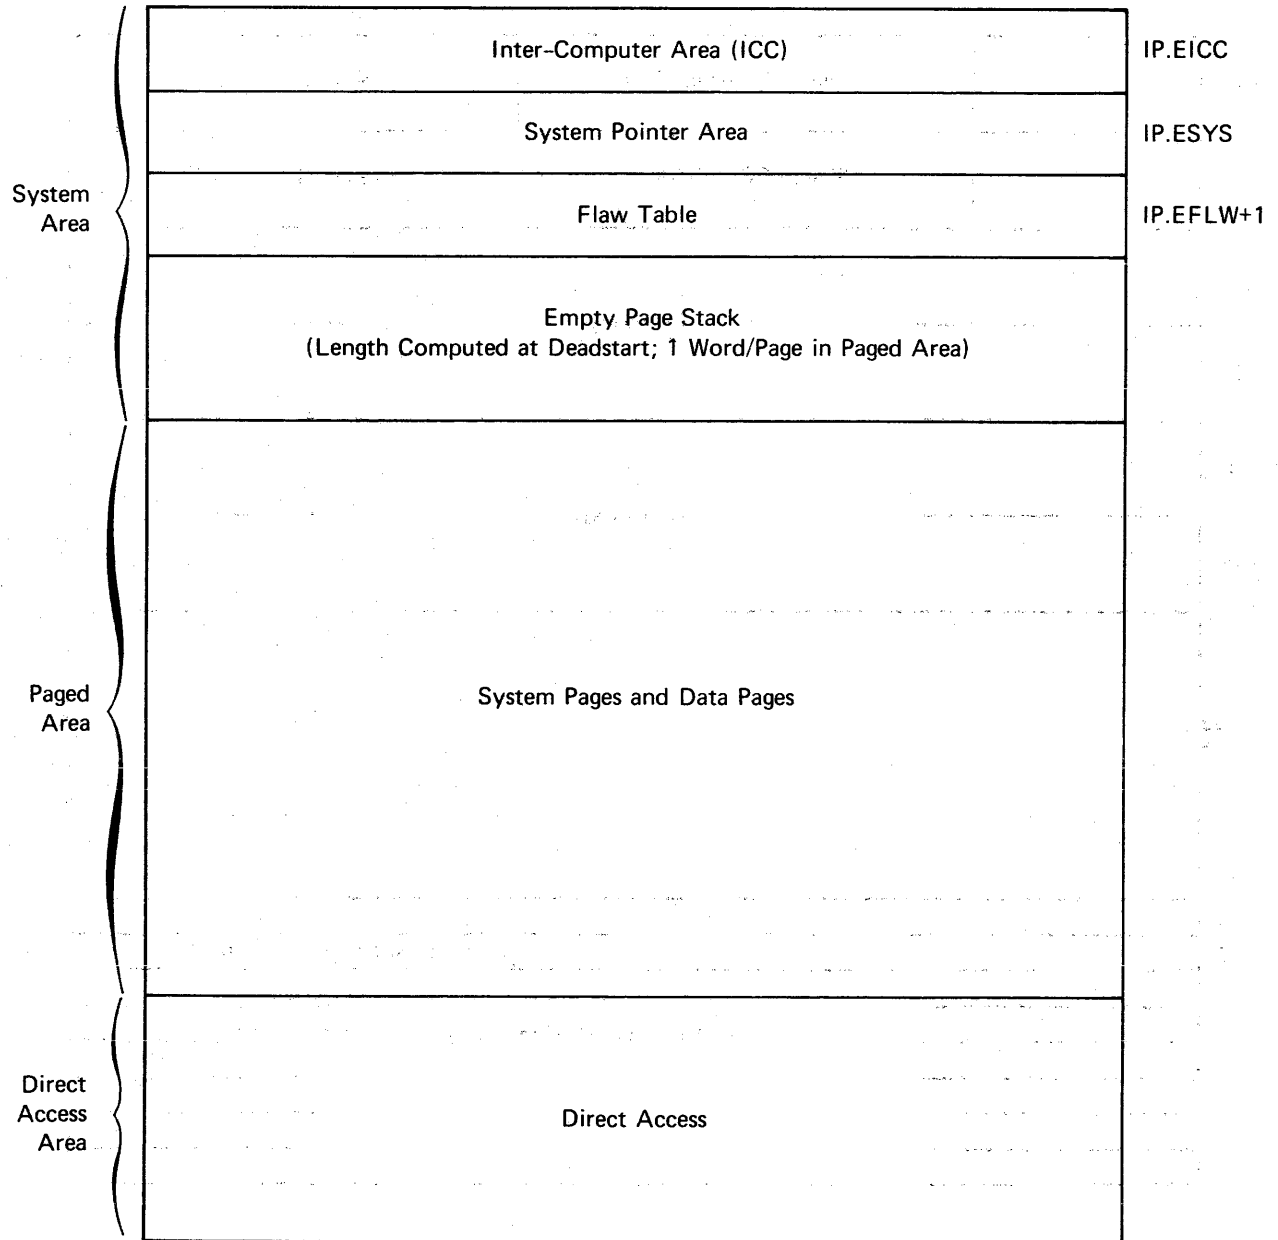 Inter-Computer Area (ICC)
IP.EICC
System Pointer Area
IP.ESYS
System
Area
Flaw Table
IP.EFLW+1
Empty Page Stack
(Length Computed at Deadstart; 1 Word/Page in Paged Area)
Paged
Area
System Pages and Data Pages
Direct
Access
Area
Direct Access